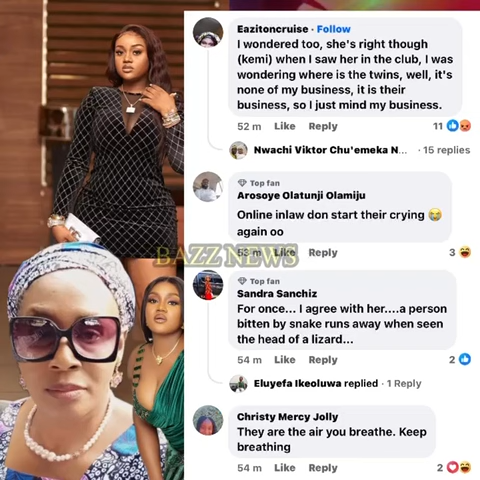 Eazitoncruise · Follow
I wondered too, she's right though
(kemi) when I saw her in the club, I was
wondering where is the twins, well, it's
none of my business, it is their
business, so I just mind my business.
52 m Like Reply 11
Nwachi Viktor Chu'emeka N... · 15 replies
Top fan
Arosoye Olatunji Olamiju
Online inlaw don start their crying 😂
again oo
53 m Like Reply 3
BAZZ NEWS
Top fan
Sandra Sanchiz
For once... I agree with her....a person
bitten by snake runs away when seen
the head of a lizard...
54 m Like Reply 2
Eluyefa Ikeoluwa replied · 1 Reply
Christy Mercy Jolly
They are the air you breathe. Keep
breathing
54 m Like Reply 2